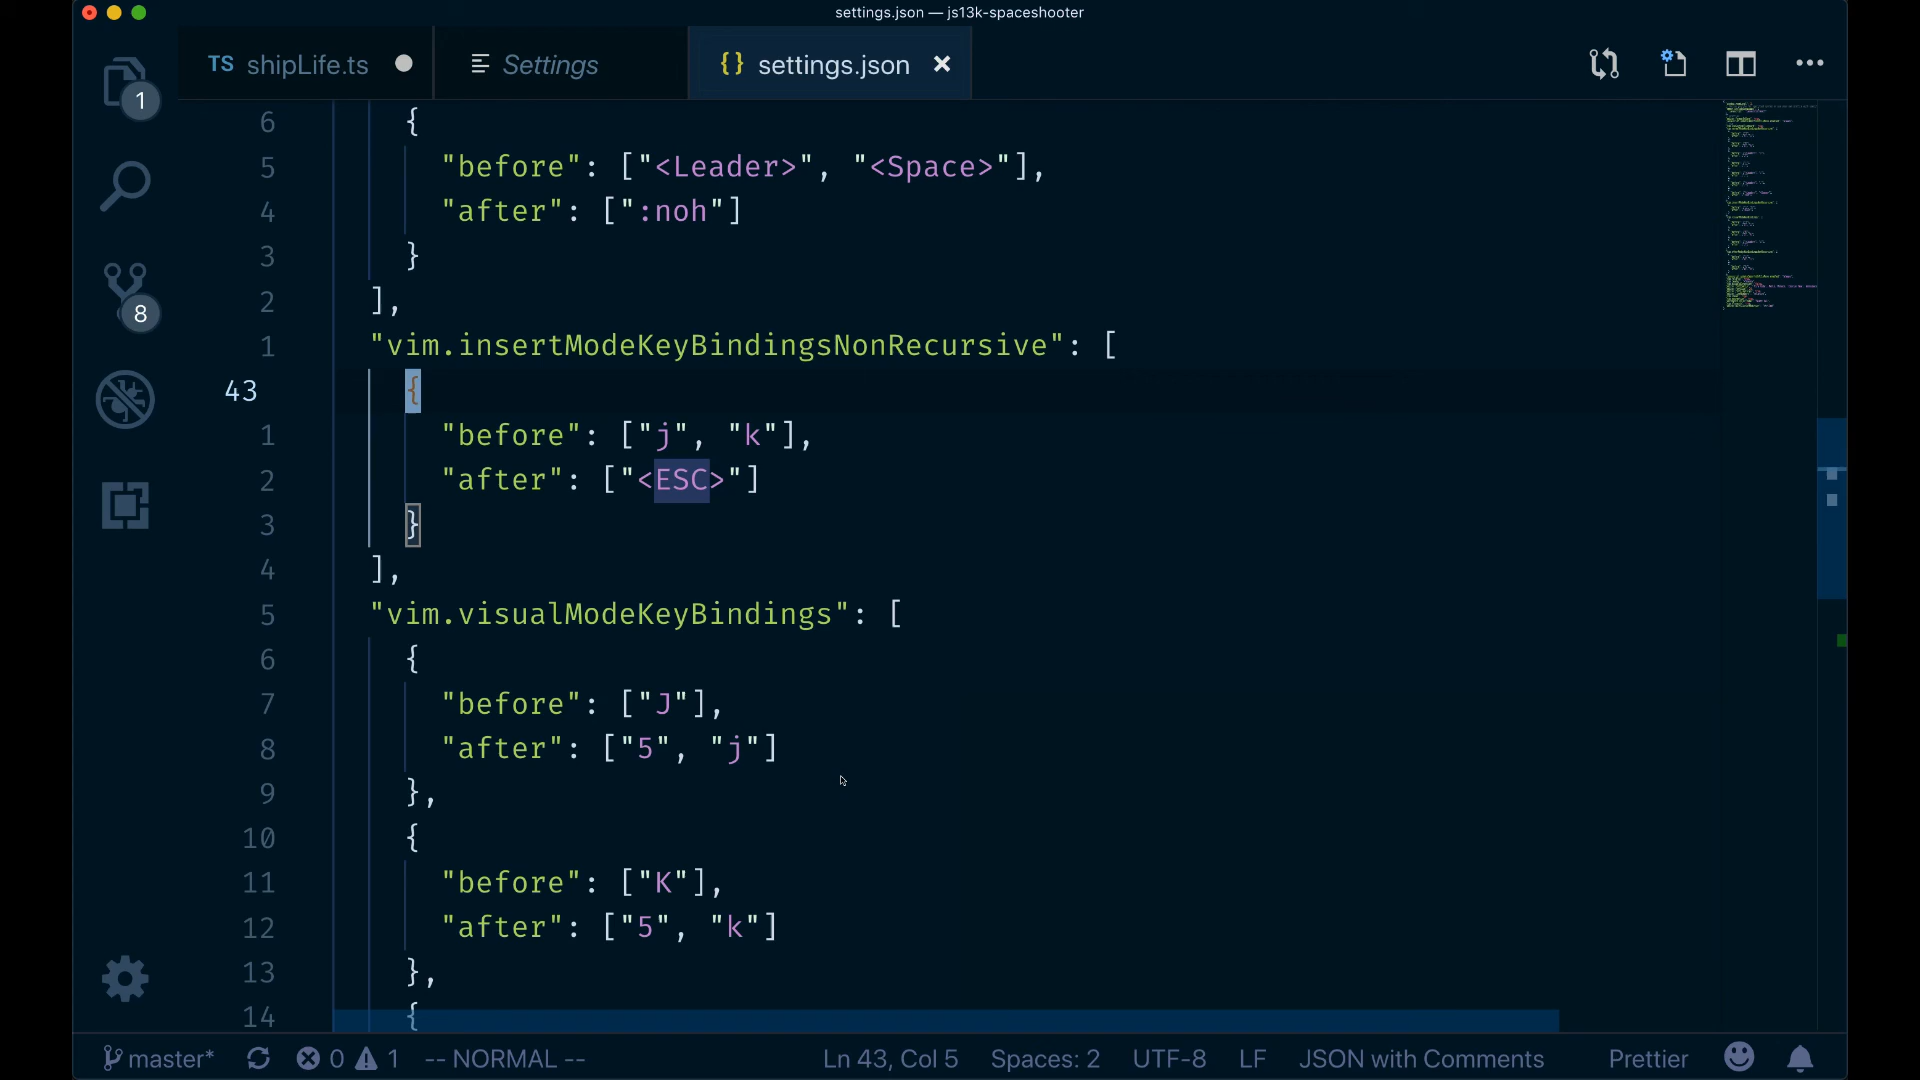 settings.json — js13k-spaceshooter
TS shipLife.ts
Settings
{} settings.json
1
8
6 {
5 "before": ["<Leader>", "<Space>"],
4 "after": [":noh"]
3 }
2 ],
1 "vim.insertModeKeyBindingsNonRecursive": [
43 {
1 "before": ["j", "k"],
2 "after": ["<ESC>"]
3 }
4 ],
5 "vim.visualModeKeyBindings": [
6 {
7 "before": ["J"],
8 "after": ["5", "j"]
9 },
10 {
11 "before": ["K"],
12 "after": ["5", "k"]
13 },
14 {
master* 0 1 -- NORMAL -- Ln 43, Col 5 Spaces: 2 UTF-8 LF JSON with Comments Prettier